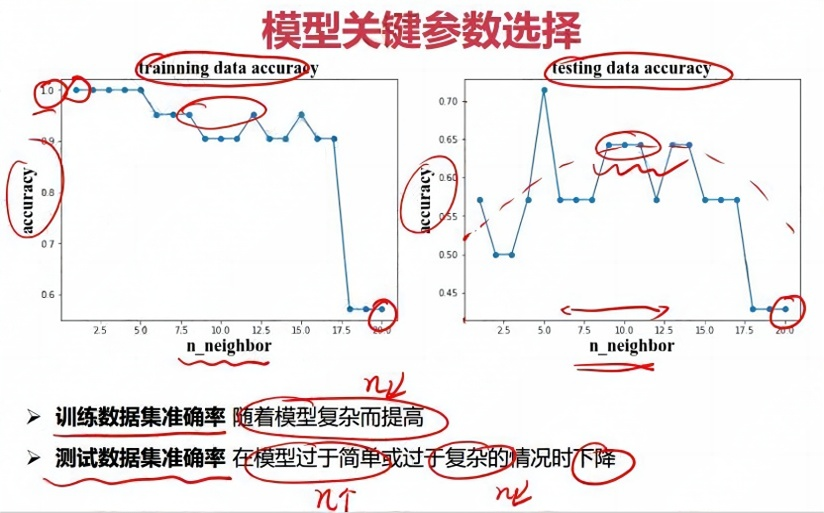 模型关键参数选择
trainning data accuracy
testing data accuracy
accuracy
1.0
0.9
0.8
0.7
0.6
2.5 5.0 7.5 10.0 12.5 15.0 17.5 20.0
n_neighbor
accuracy
0.70
0.65
0.60
0.55
0.50
0.45
2.5 5.0 7.5 10.0 12.5 15.0 17.5 20.0
n_neighbor
n↓
➢ 训练数据集准确率 随着模型复杂而提高
➢ 测试数据集准确率 在模型过于简单或过于复杂的情况时下降
n↑
n↓